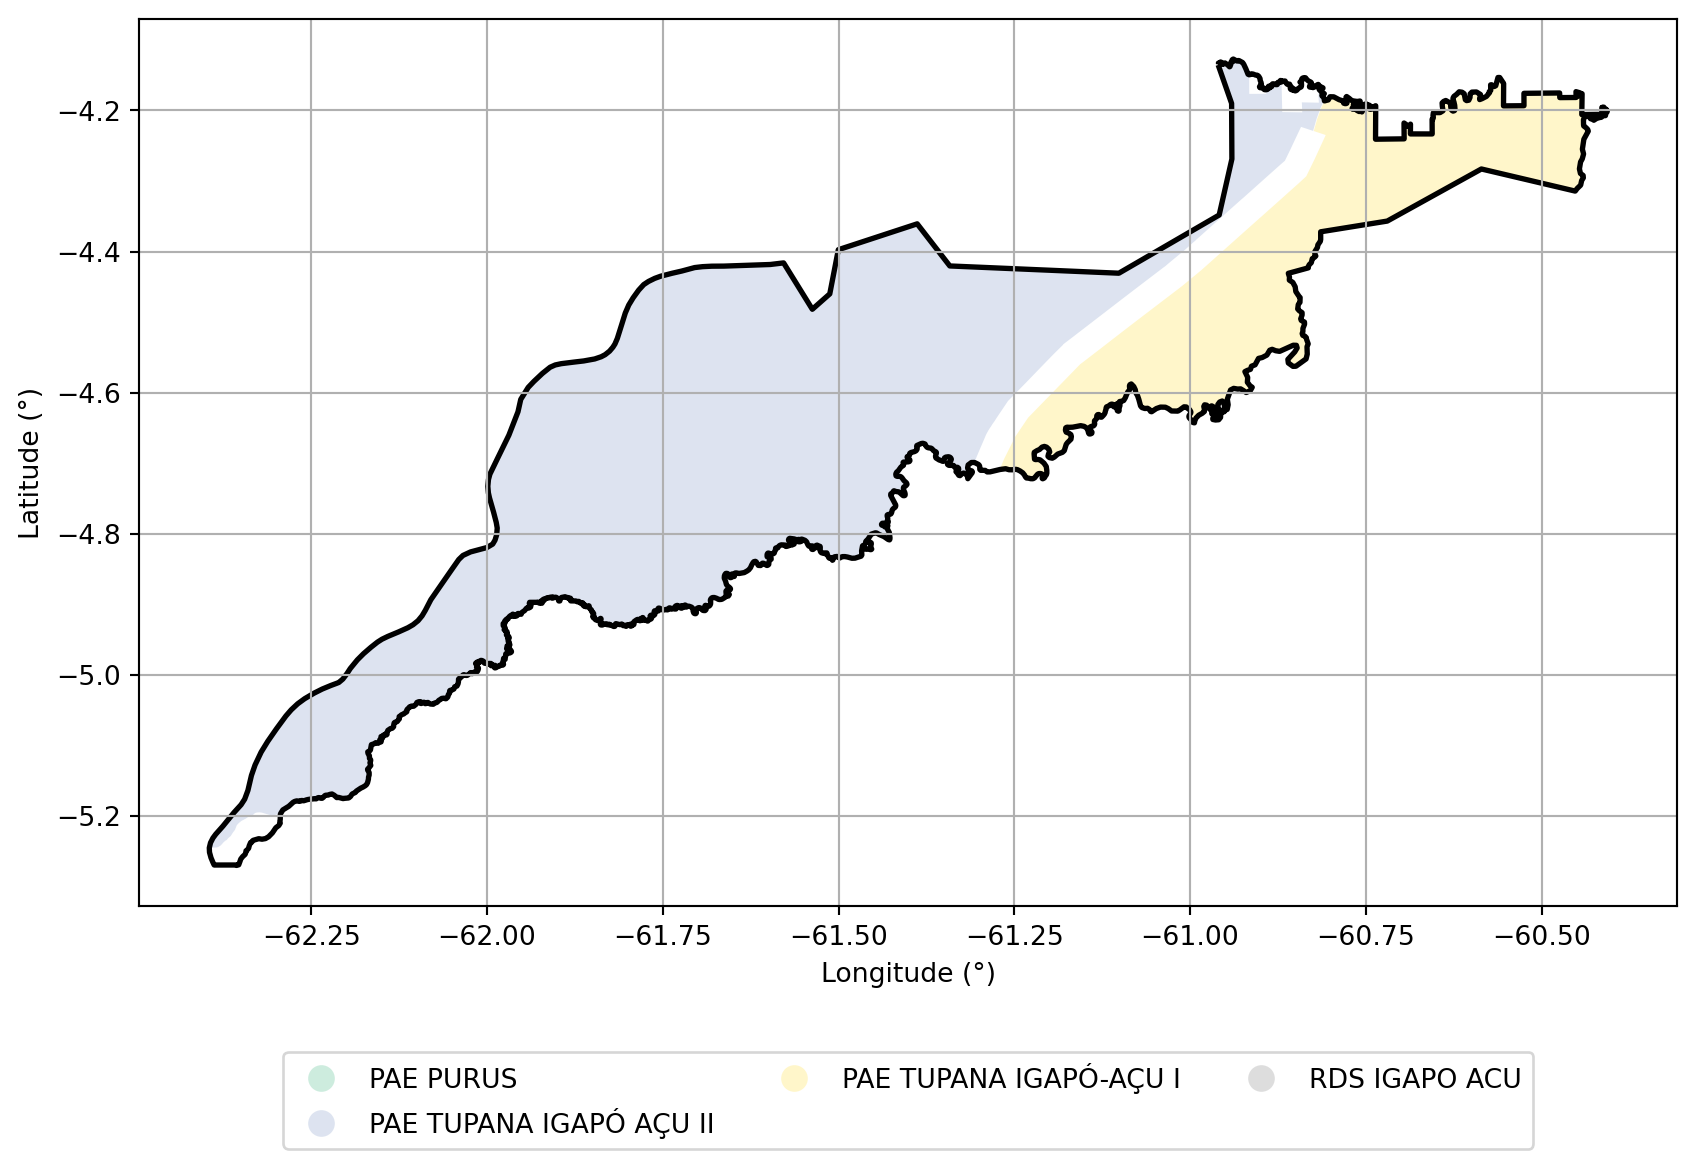 −4.2
−4.4
−4.6
−4.8
−5.0
−5.2
Latitude (°)
−62.25 −62.00 −61.75 −61.50 −61.25 −61.00 −60.75 −60.50
Longitude (°)
PAE PURUS PAE TUPANA IGAPÓ-AÇU I RDS IGAPO ACU
PAE TUPANA IGAPÓ AÇU II